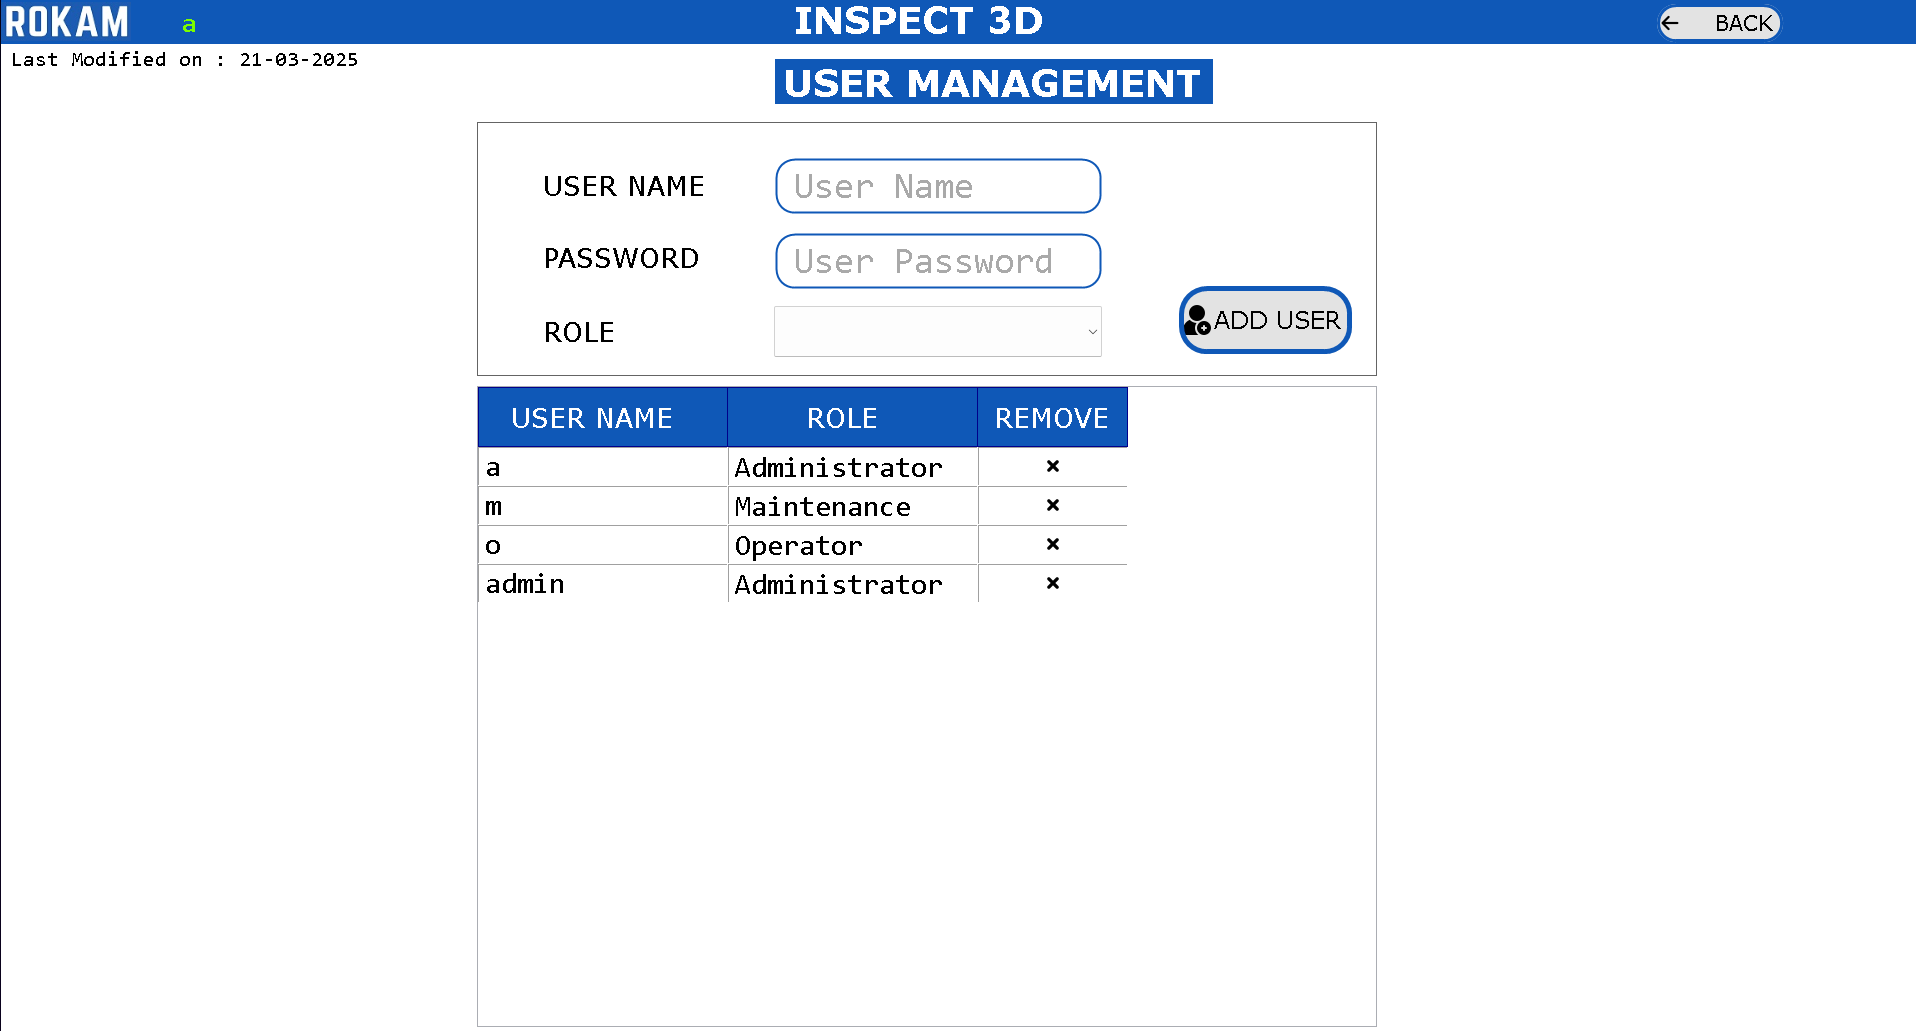 ROKAM a INSPECT 3D BACK
Last Modified on : 21-03-2025
USER MANAGEMENT
USER NAME User Name
PASSWORD User Password
ROLE
ADD USER
USER NAME ROLE REMOVE
a Administrator ×
m Maintenance ×
o Operator ×
admin Administrator ×